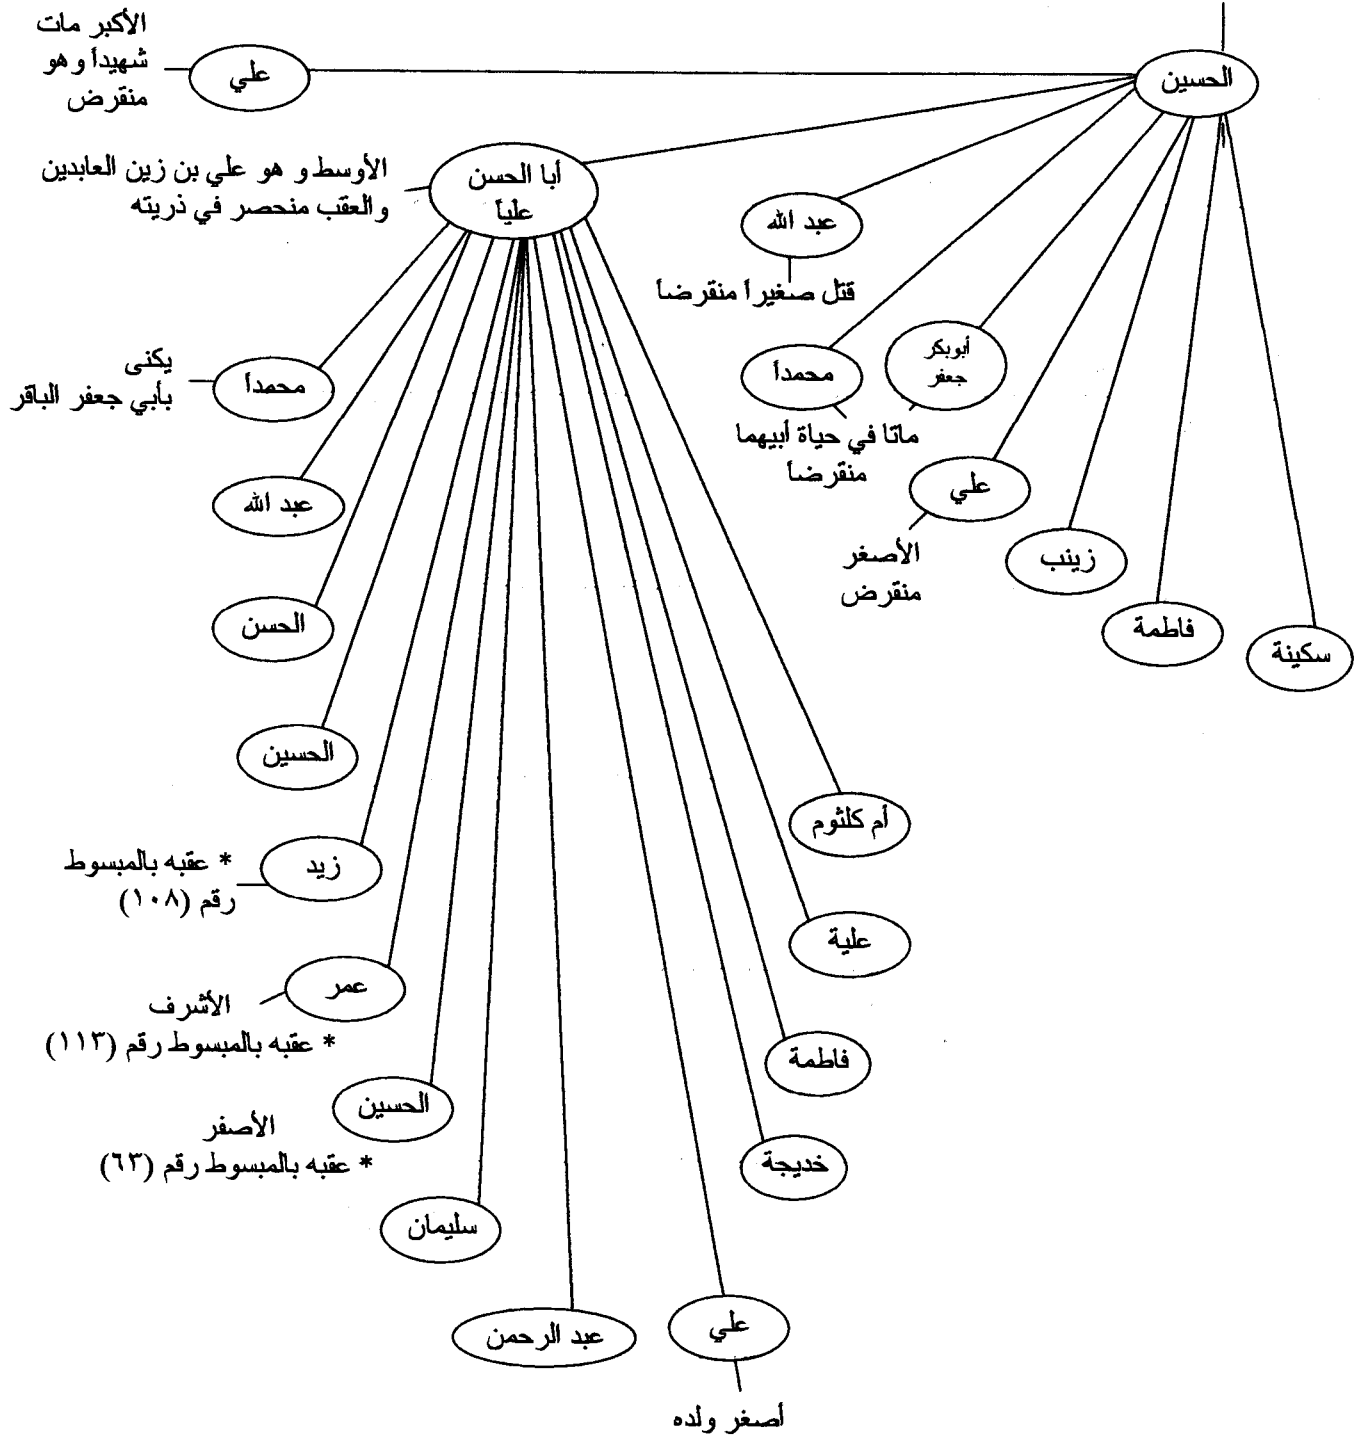 الحسين
الأكبر مات
شهيداً وهو
منقرض
علي
أبا الحسن
علياً
الأوسط و هو علي بن زين العابدين
والعقب منحصر في ذريته
عبد الله
قتل صغيراً منقرضاً
محمداً
أبوبكر
جعفر
ماتا في حياة أبيهما
منقرضاً
علي
الأصغر
منقرض
زينب
فاطمة
سكينة
محمداً
يكنى
بأبي جعفر الباقر
عبد الله
الحسن
الحسين
زيد
* عقبه بالمبسوط
رقم (١٠٨)
عمر
الأشرف
* عقبه بالمبسوط رقم (١١٣)
الحسين
الأصفر
* عقبه بالمبسوط رقم (٦٣)
سليمان
عبد الرحمن
علي
أصغر ولده
خديجة
فاطمة
علية
أم كلثوم